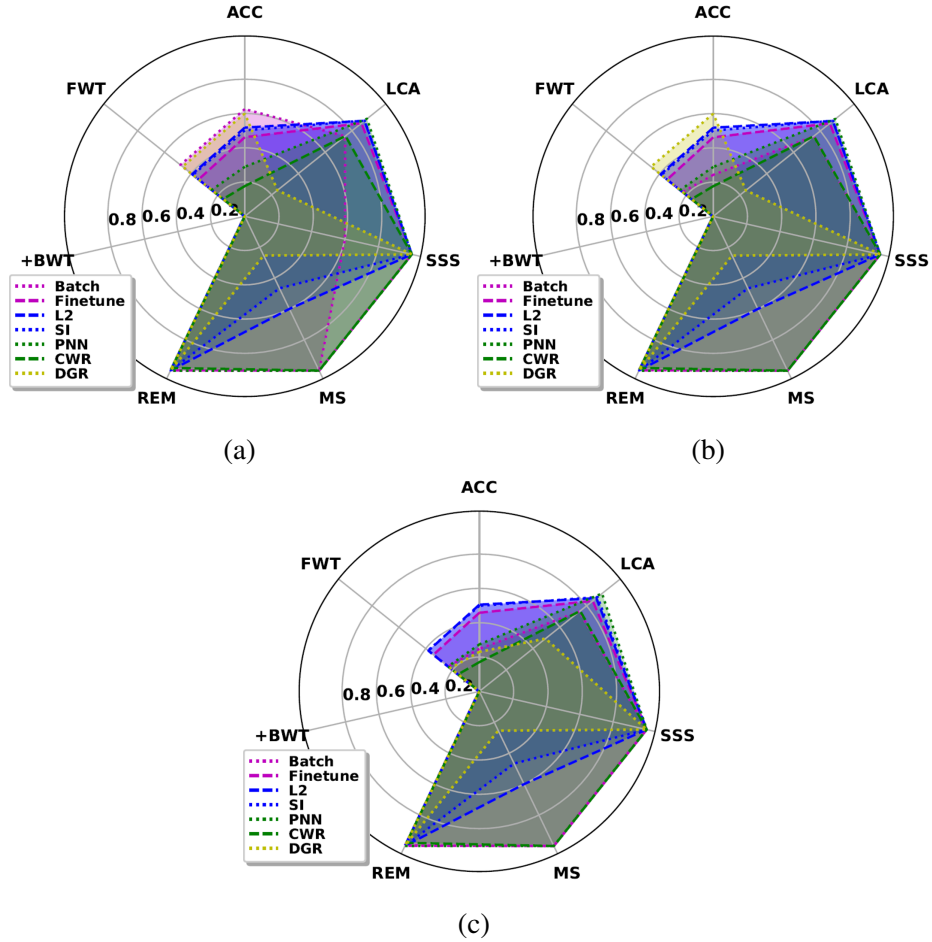 ACC
FWT
LCA
0.8 0.6 0.4 0.2
+BWT
SSS
REM
MS
Batch
Finetune
L2
SI
PNN
CWR
DGR
(a)
ACC
FWT
LCA
0.8 0.6 0.4 0.2
+BWT
SSS
REM
MS
Batch
Finetune
L2
SI
PNN
CWR
DGR
(b)
ACC
FWT
LCA
0.8 0.6 0.4 0.2
+BWT
SSS
REM
MS
Batch
Finetune
L2
SI
PNN
CWR
DGR
(c)